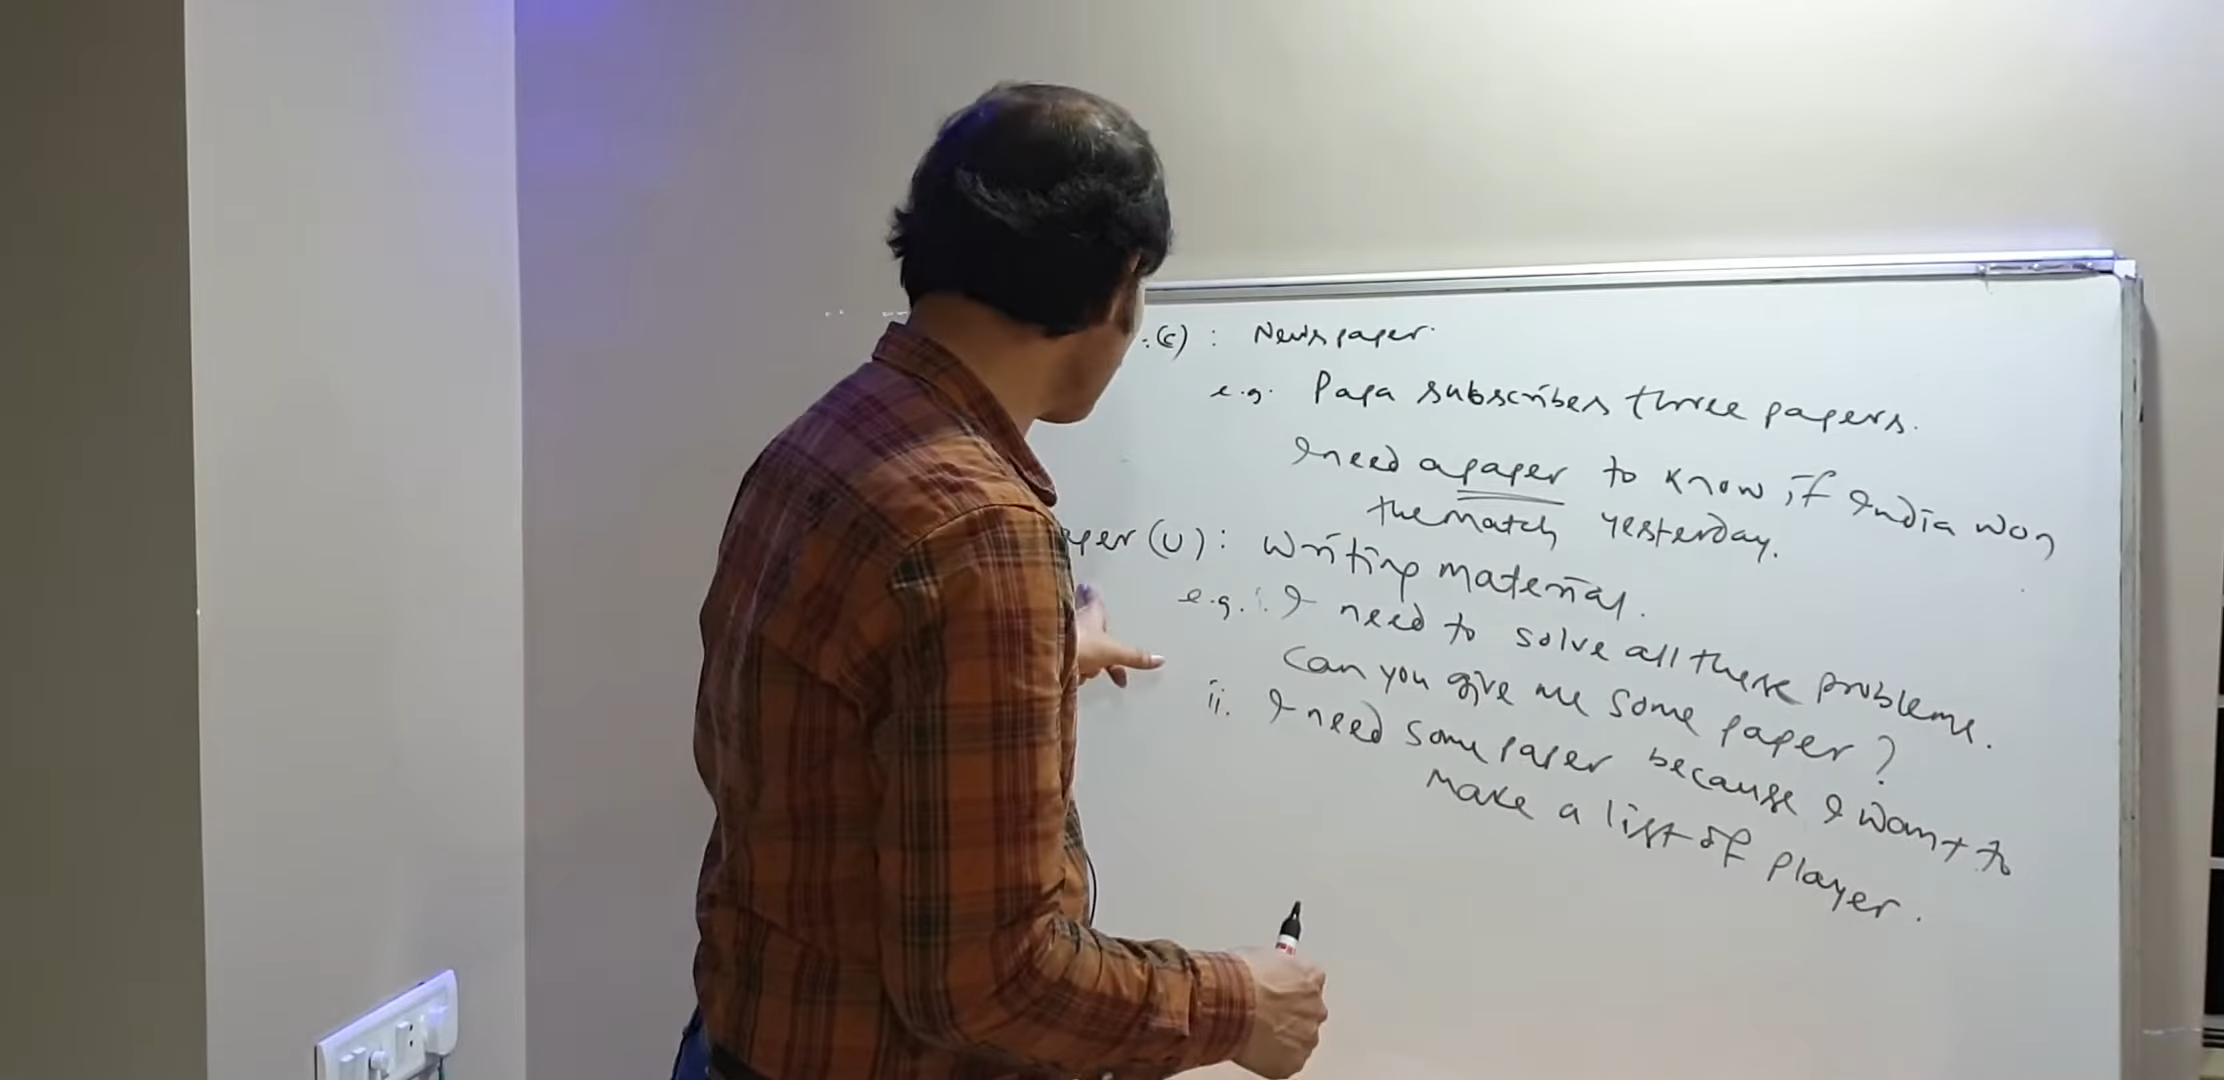 .(C) : Newspaper.
e.g. Papa subscribes three papers.
I need a paper to know if India won
the match yesterday.
aper (U) : Writing material.
e.g. i. I need to solve all these problems.
Can you give me some paper?
ii. I need some paper because I want to
make a list of player.